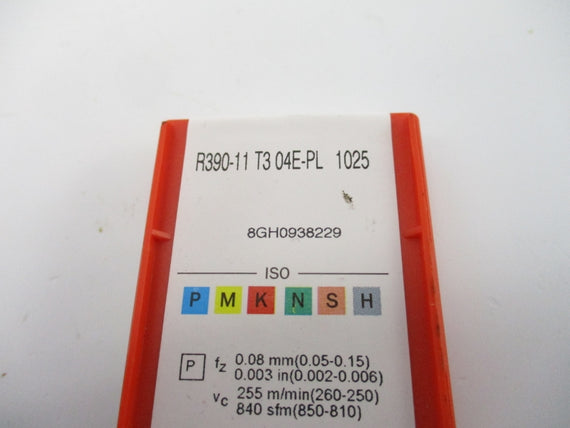 R390-11 T3 04E-PL 1025
8GH0938229
ISO
P M K N S H
P fz 0.08 mm(0.05-0.15)
0.003 in(0.002-0.006)
vc 255 m/min(260-250)
840 sfm(850-810)